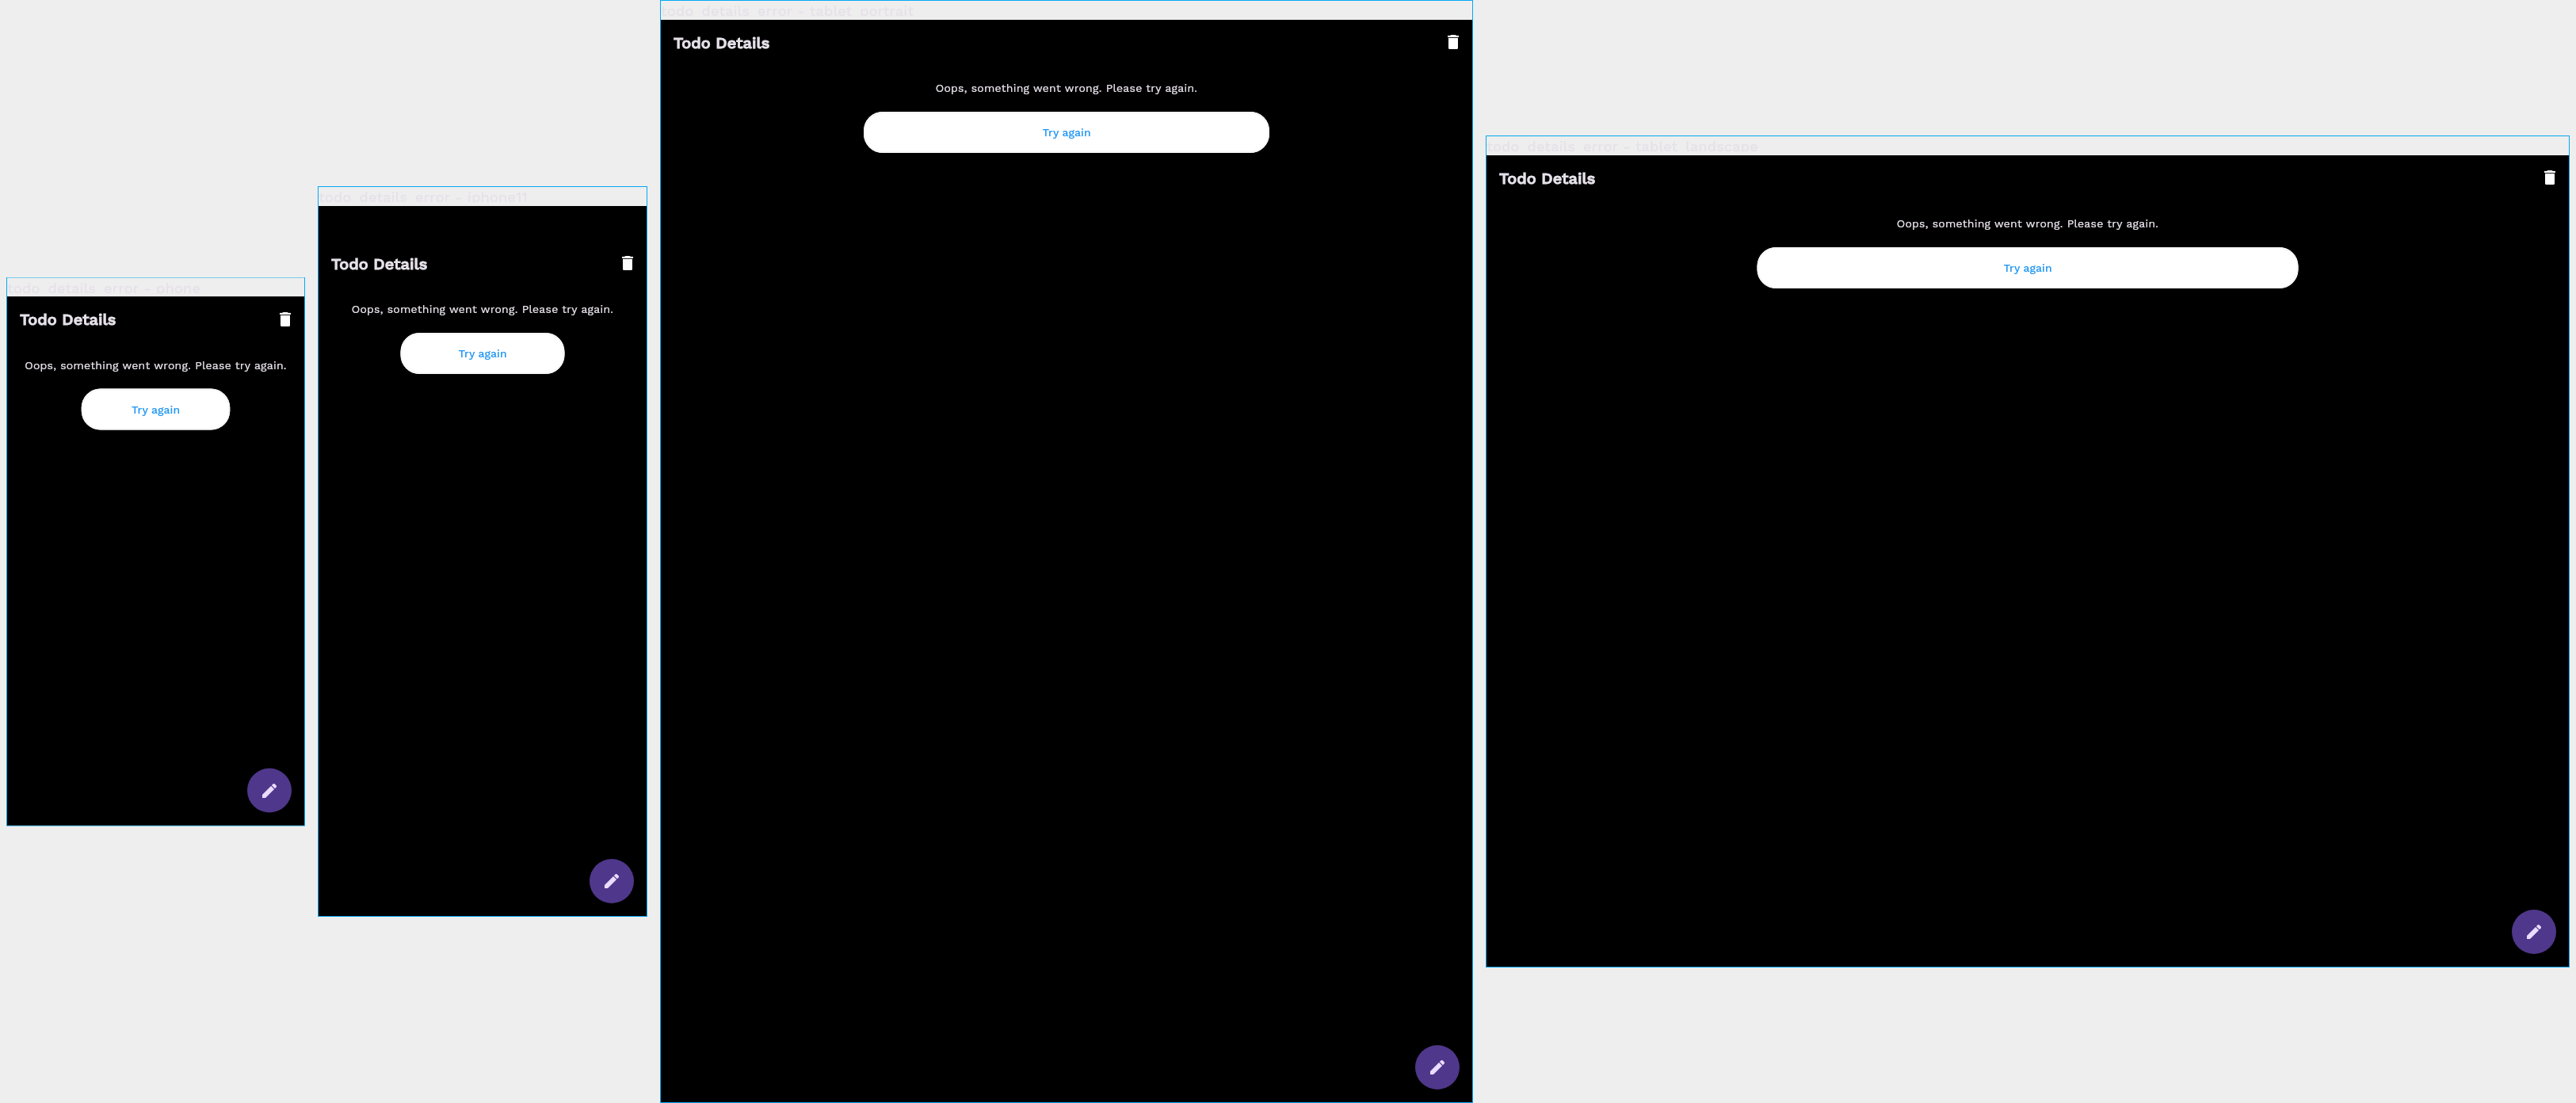 todo_details_error - phone
Todo Details
Oops, something went wrong. Please try again.
Try again
todo_details_error - iphone11
Todo Details
Oops, something went wrong. Please try again.
Try again
todo_details_error - tablet_portrait
Todo Details
Oops, something went wrong. Please try again.
Try again
todo_details_error - tablet_landscape
Todo Details
Oops, something went wrong. Please try again.
Try again